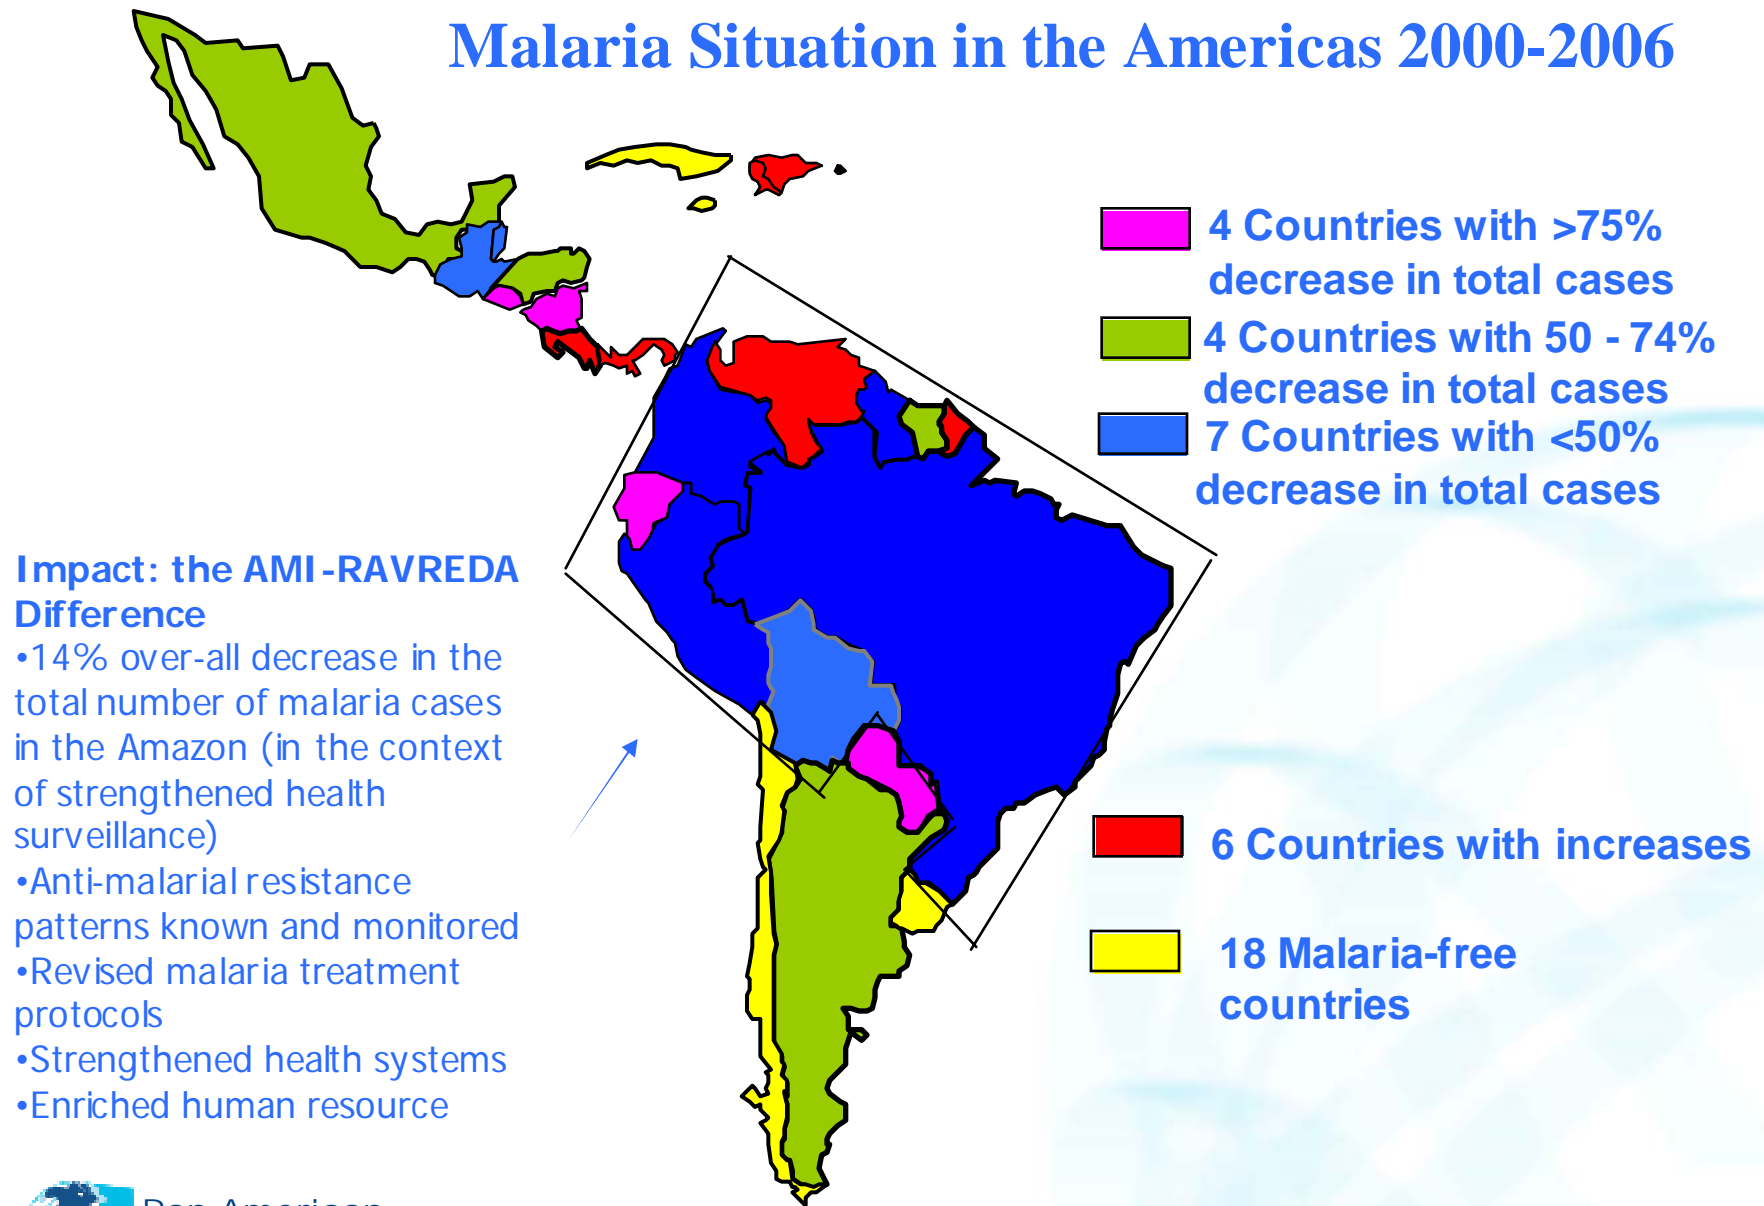 Malaria Situation in the Americas 2000-2006
4 Countries with >75%
decrease in total cases
4 Countries with 50 - 74%
decrease in total cases
7 Countries with <50%
decrease in total cases
Impact: the AMI-RAVREDA
Difference
•14% over-all decrease in the
total number of malaria cases
in the Amazon (in the context
of strengthened health
surveillance)
•Anti-malarial resistance
patterns known and monitored
•Revised malaria treatment
protocols
•Strengthened health systems
•Enriched human resource
6 Countries with increases
18 Malaria-free
countries
Pan American